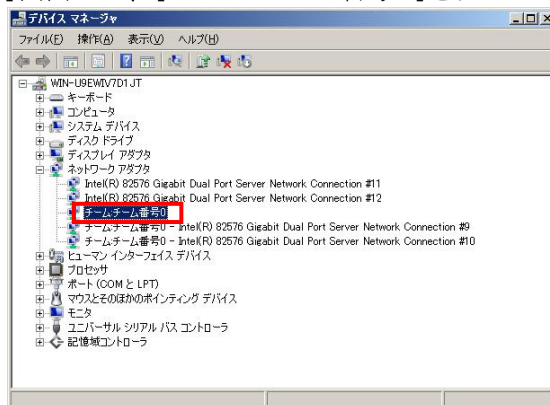 デバイス マネージャ
ファイル(F) 操作(A) 表示(V) ヘルプ(H)
WIN-U9EWIV7D1JT
キーボード
コンピュータ
システム デバイス
ディスク ドライブ
ディスプレイ アダプタ
ネットワーク アダプタ
Intel(R) 82576 Gigabit Dual Port Server Network Connection #11
Intel(R) 82576 Gigabit Dual Port Server Network Connection #12
チームチーム番号0
チームチーム番号0 - Intel(R) 82576 Gigabit Dual Port Server Network Connection #9
チームチーム番号0 - Intel(R) 82576 Gigabit Dual Port Server Network Connection #10
ヒューマン インターフェイス デバイス
プロセッサ
ポート (COM と LPT)
マウスとそのほかのポインティング デバイス
モニタ
ユニバーサル シリアル バス コントローラ
記憶域コントローラ